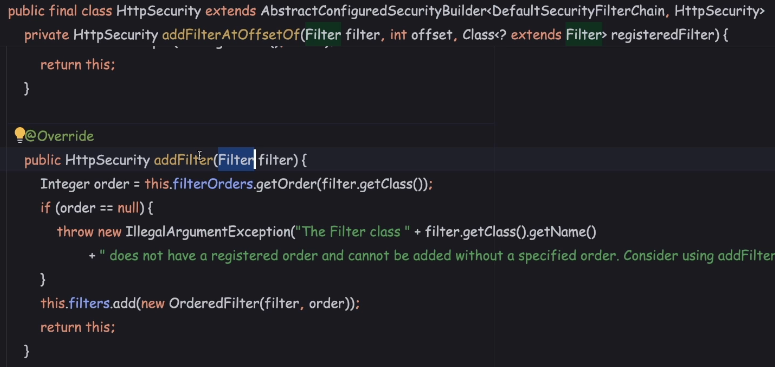 public final class HttpSecurity extends AbstractConfiguredSecurityBuilder<DefaultSecurityFilterChain, HttpSecurity>
private HttpSecurity addFilterAtOffsetOf(Filter filter, int offset, Class<? extends Filter> registeredFilter) {
return this;
}
@Override
public HttpSecurity addFilter(Filter filter) {
Integer order = this.filterOrders.getOrder(filter.getClass());
if (order == null) {
throw new IllegalArgumentException("The Filter class " + filter.getClass().getName()
+ " does not have a registered order and cannot be added without a specified order. Consider using addFilter
}
this.filters.add(new OrderedFilter(filter, order));
return this;
}